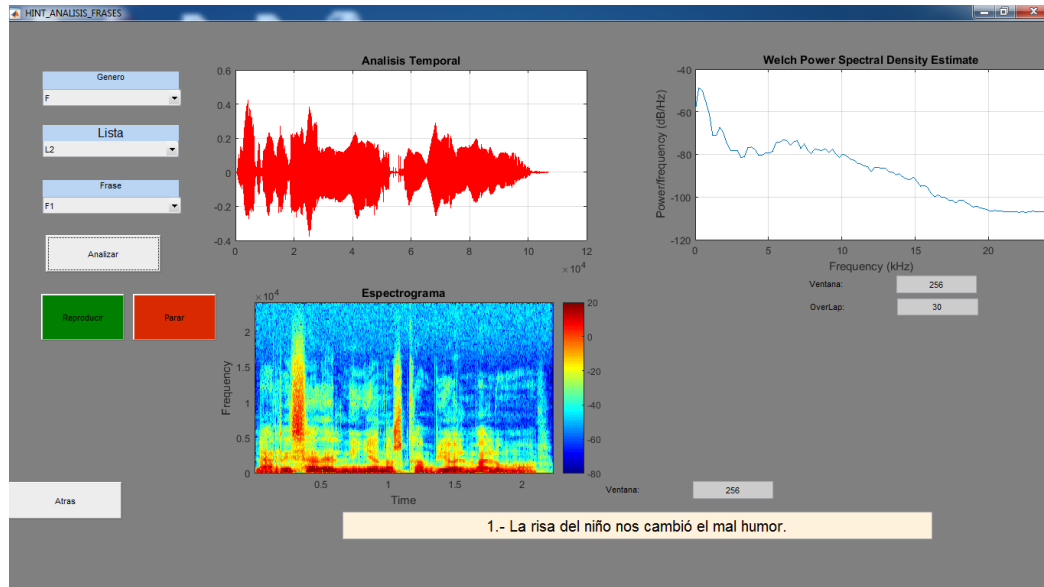 HINT_ANALISIS_FRASES
Genero
F
Lista
L2
Frase
F1
Analizar
Reproducir
Parar
Atras
Analisis Temporal
0.6
0.4
0.2
0
-0.2
-0.4
0 2 4 6 8 10 12
×10^4
Welch Power Spectral Density Estimate
Power/frequency (dB/Hz)
-40
-60
-80
-100
-120
0 5 10 15 20
Frequency (kHz)
Ventana: 256
OverLap: 30
Espectrograma
×10^4
Frequency
2
1.5
1
0.5
0
0.5 1 1.5 2
Time
20
0
-20
-40
-60
-80
Ventana: 256
1.- La risa del niño nos cambió el mal humor.